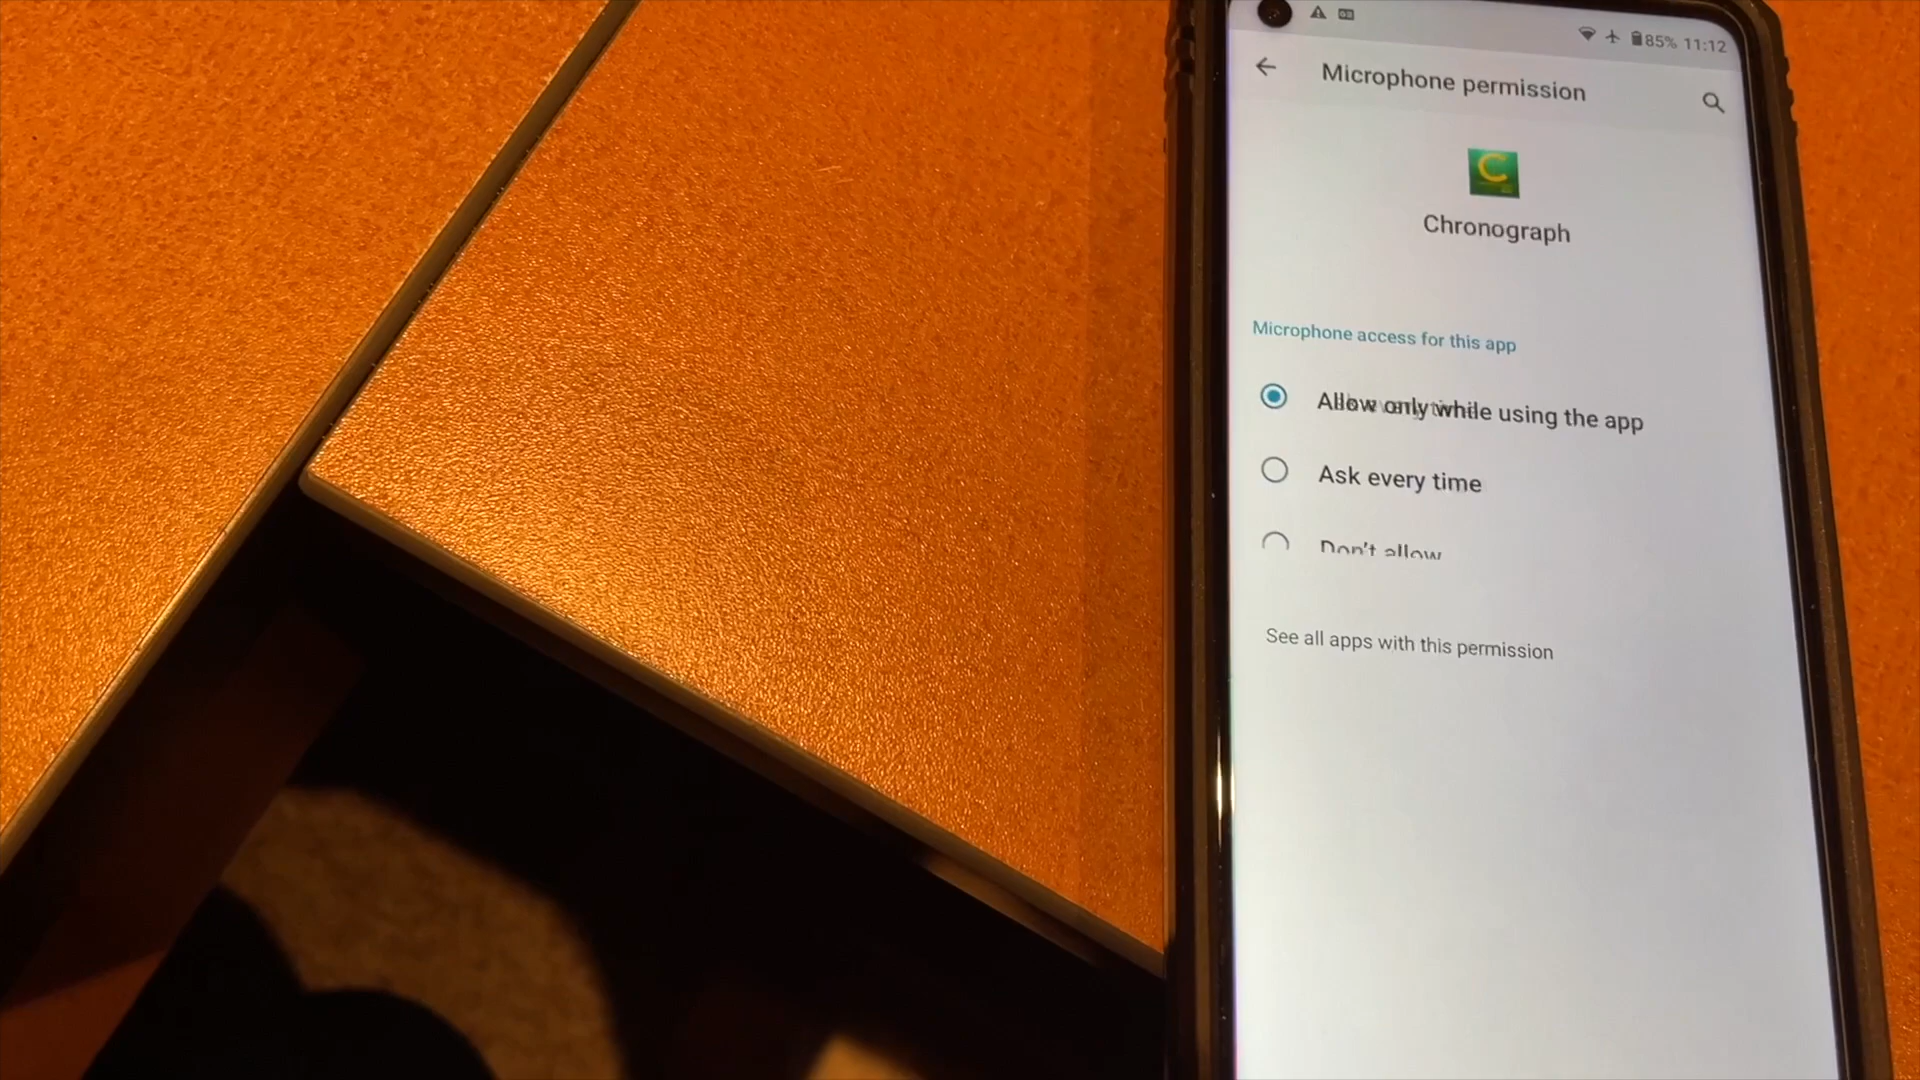 85% 11:12
Microphone permission
C
Chronograph
Microphone access for this app
Allow only while using the app
Ask every time
Don't allow
See all apps with this permission